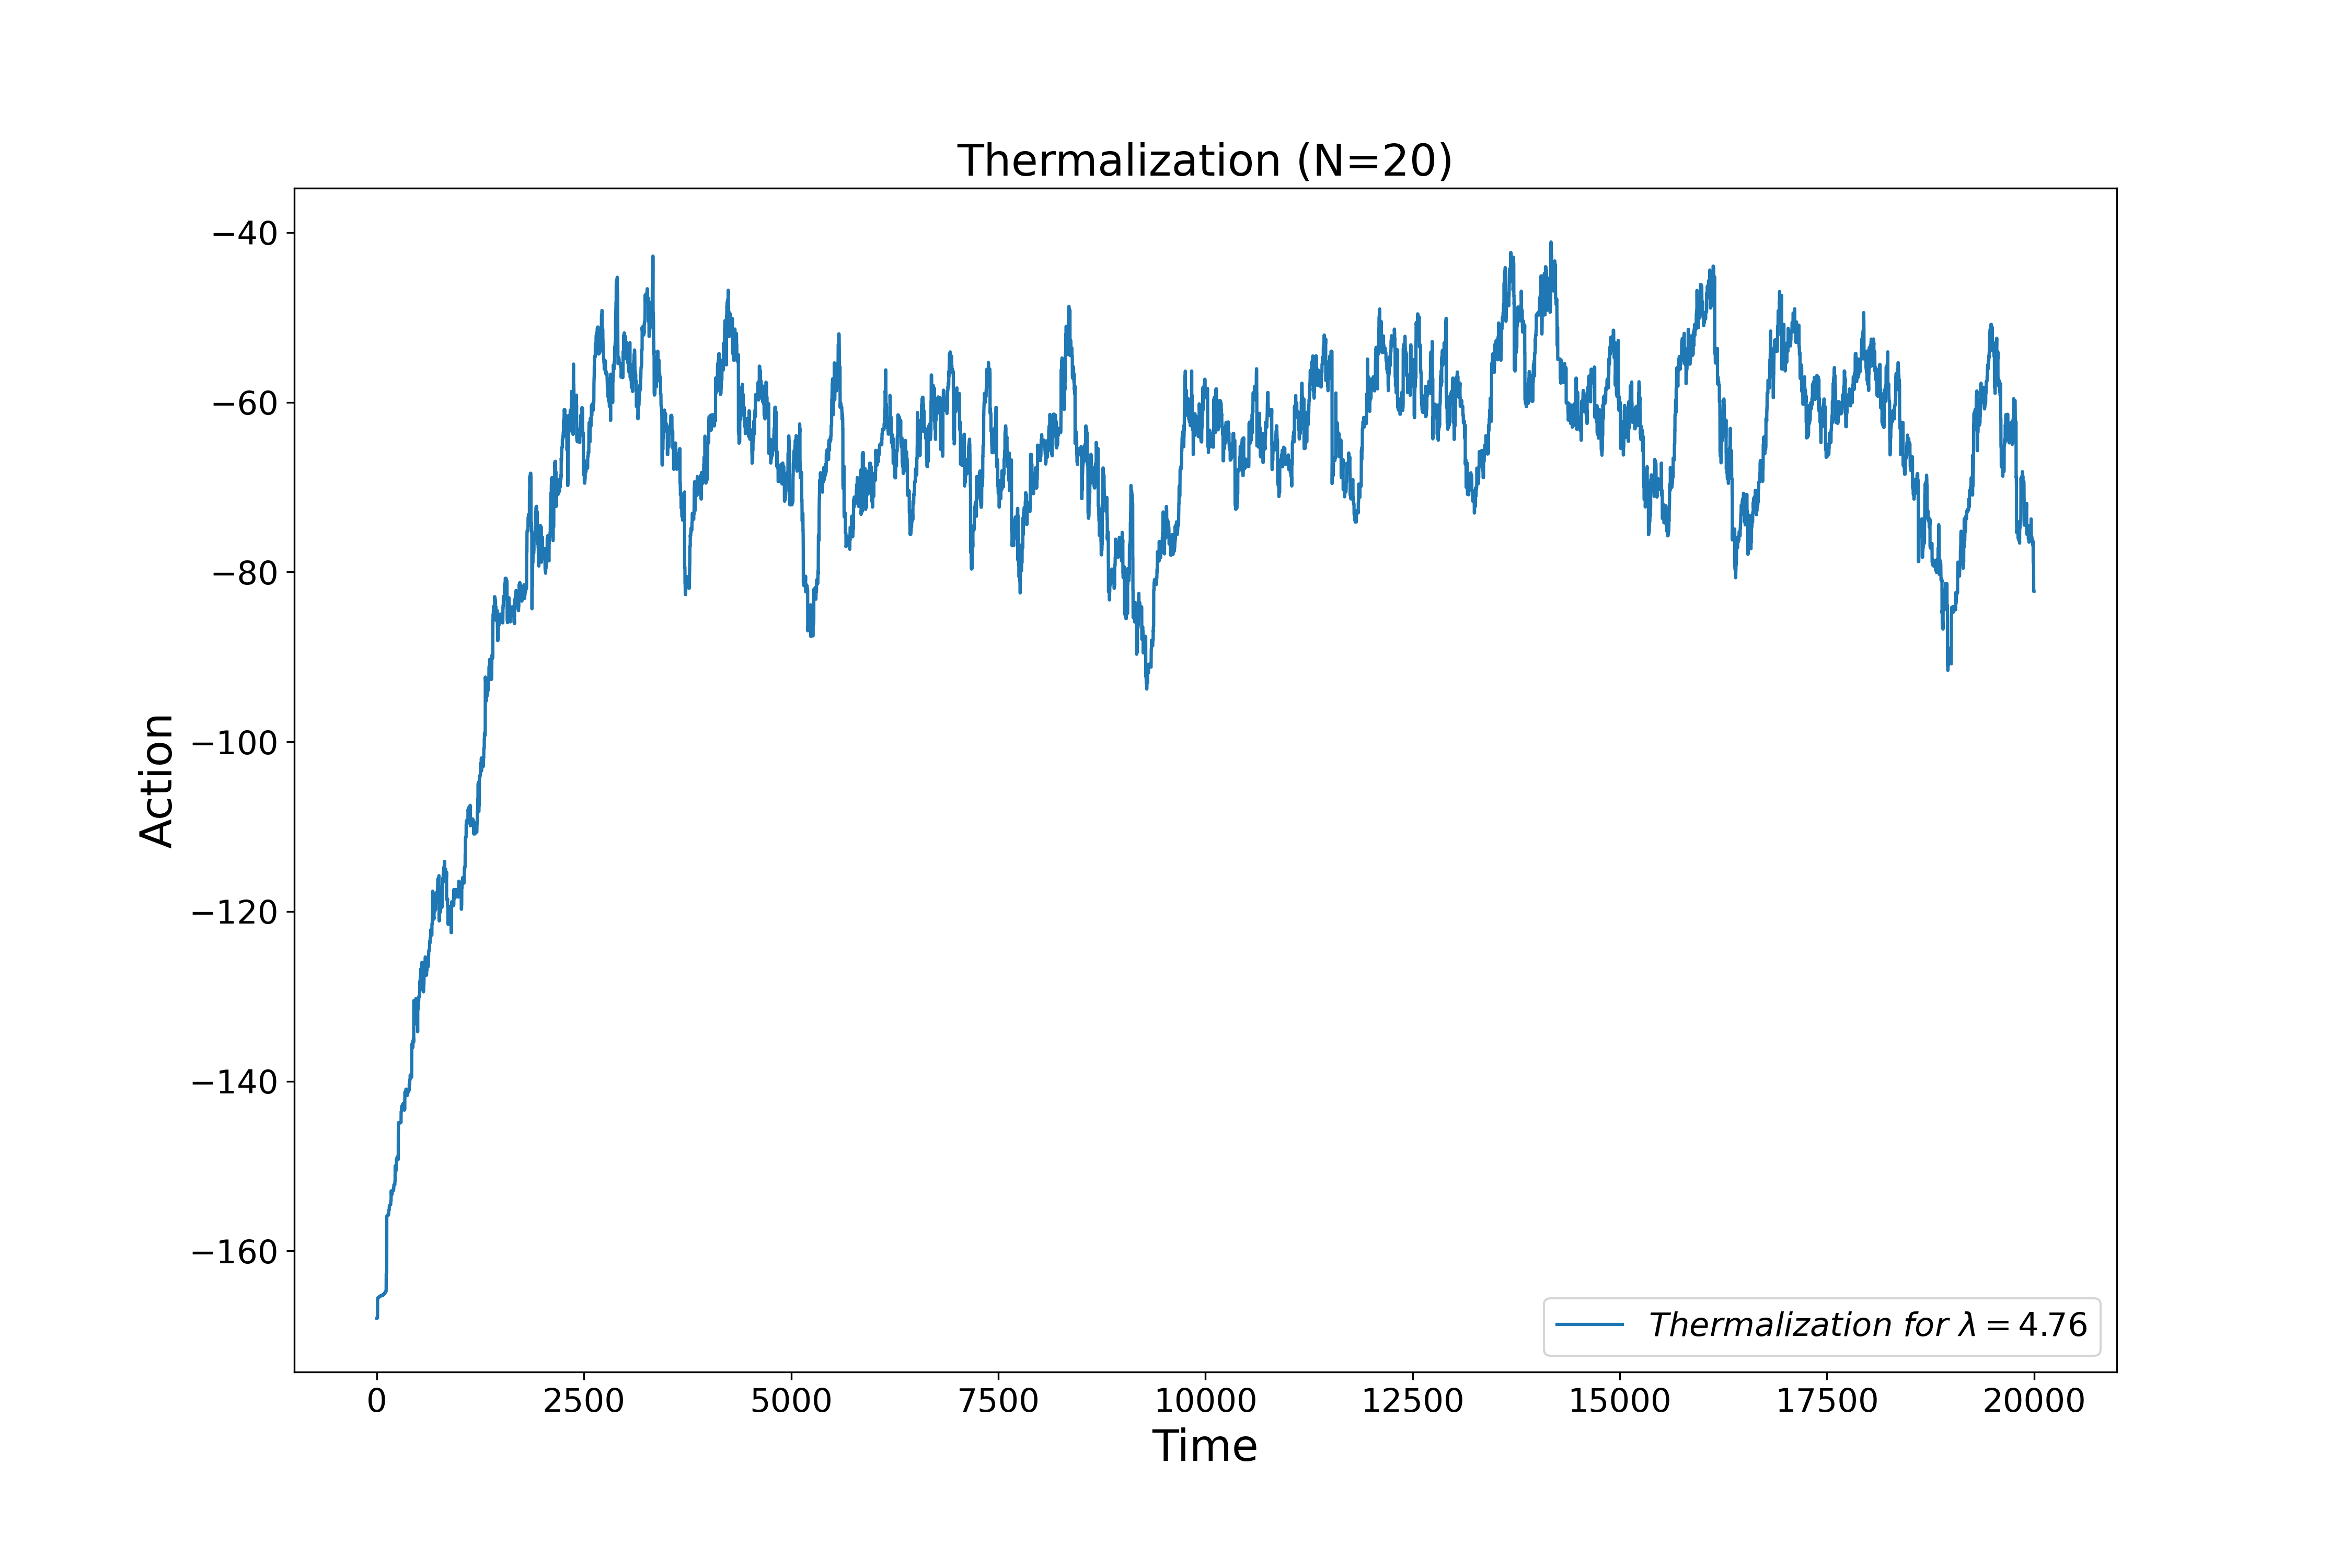 Thermalization (N=20)
−40
−60
−80
−100
−120
−140
−160
Action
0 2500 5000 7500 10000 12500 15000 17500 20000
Time
Thermalization for λ = 4.76